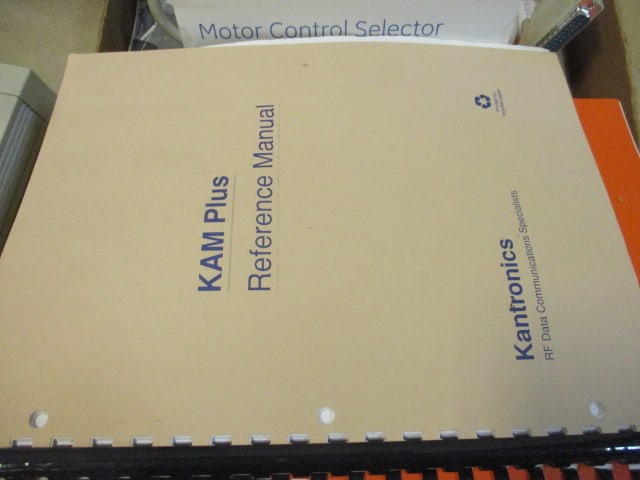 Motor Control Selector
KAM Plus
Reference Manual
Kantronics
RF Data Communications Specialists